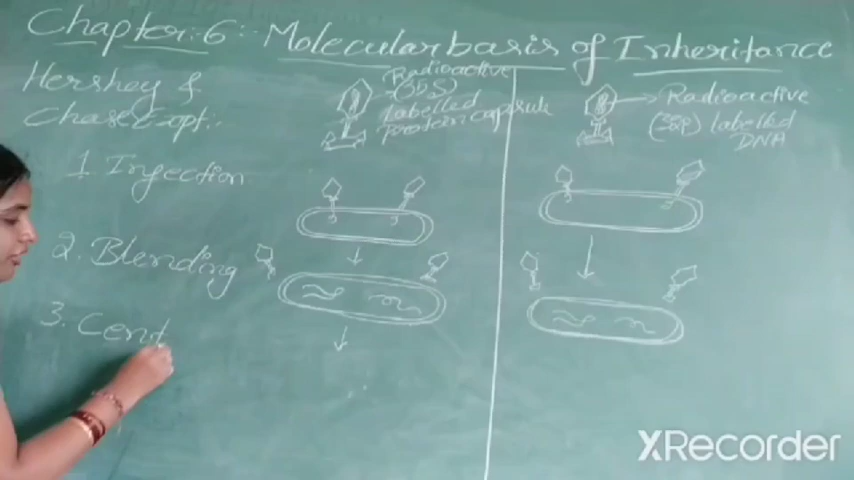 Chapter:-6:- Molecular basis of Inheritance
Hershey &
Chase Expt:-
Radioactive
(35S)
Labelled
protein capsule
Radioactive
(32P) labelled
DNA
1. Injection
2. Blending
3. Cent
XRecorder